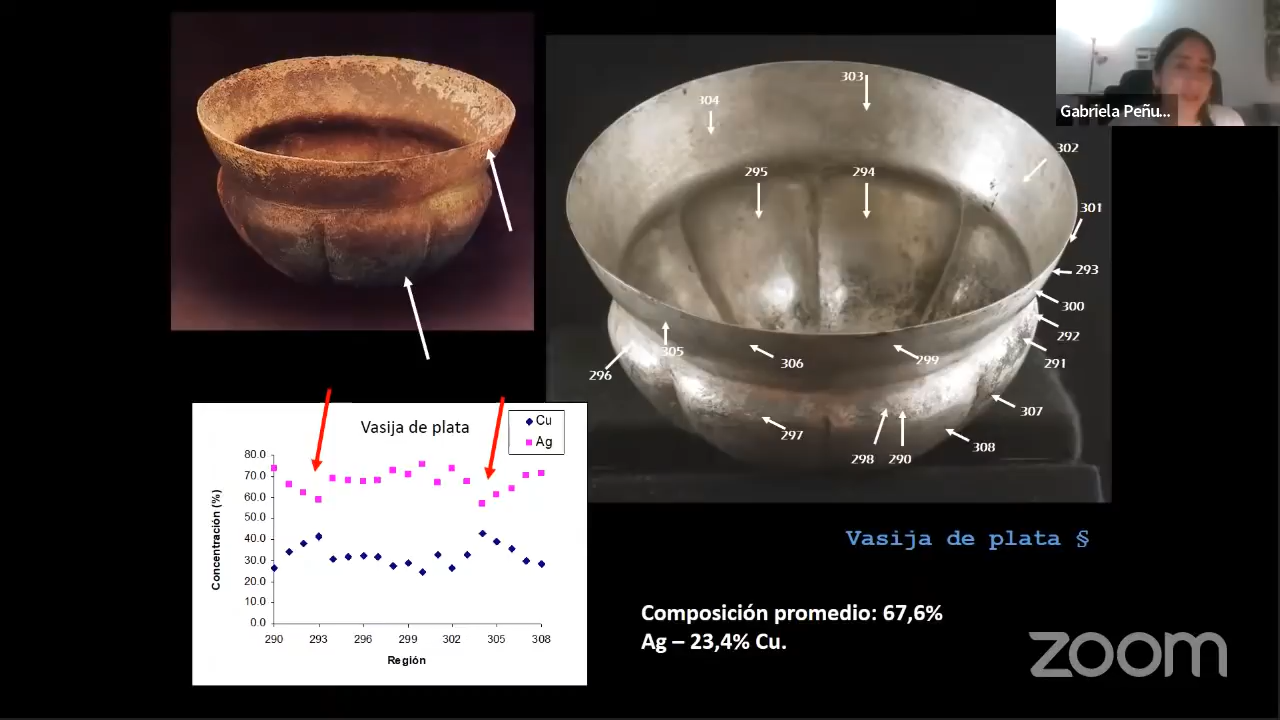 Gabriela Peñu...
303
304
302
295
294
301
293
300
292
305
306
299
291
296
307
297
298
290
308
Vasija de plata
Cu
Ag
80.0
70.0
60.0
50.0
40.0
30.0
20.0
10.0
0.0
Concentración (%)
290 293 296 299 302 305 308
Región
Vasija de plata §
Composición promedio: 67,6%
Ag – 23,4% Cu.
zoom